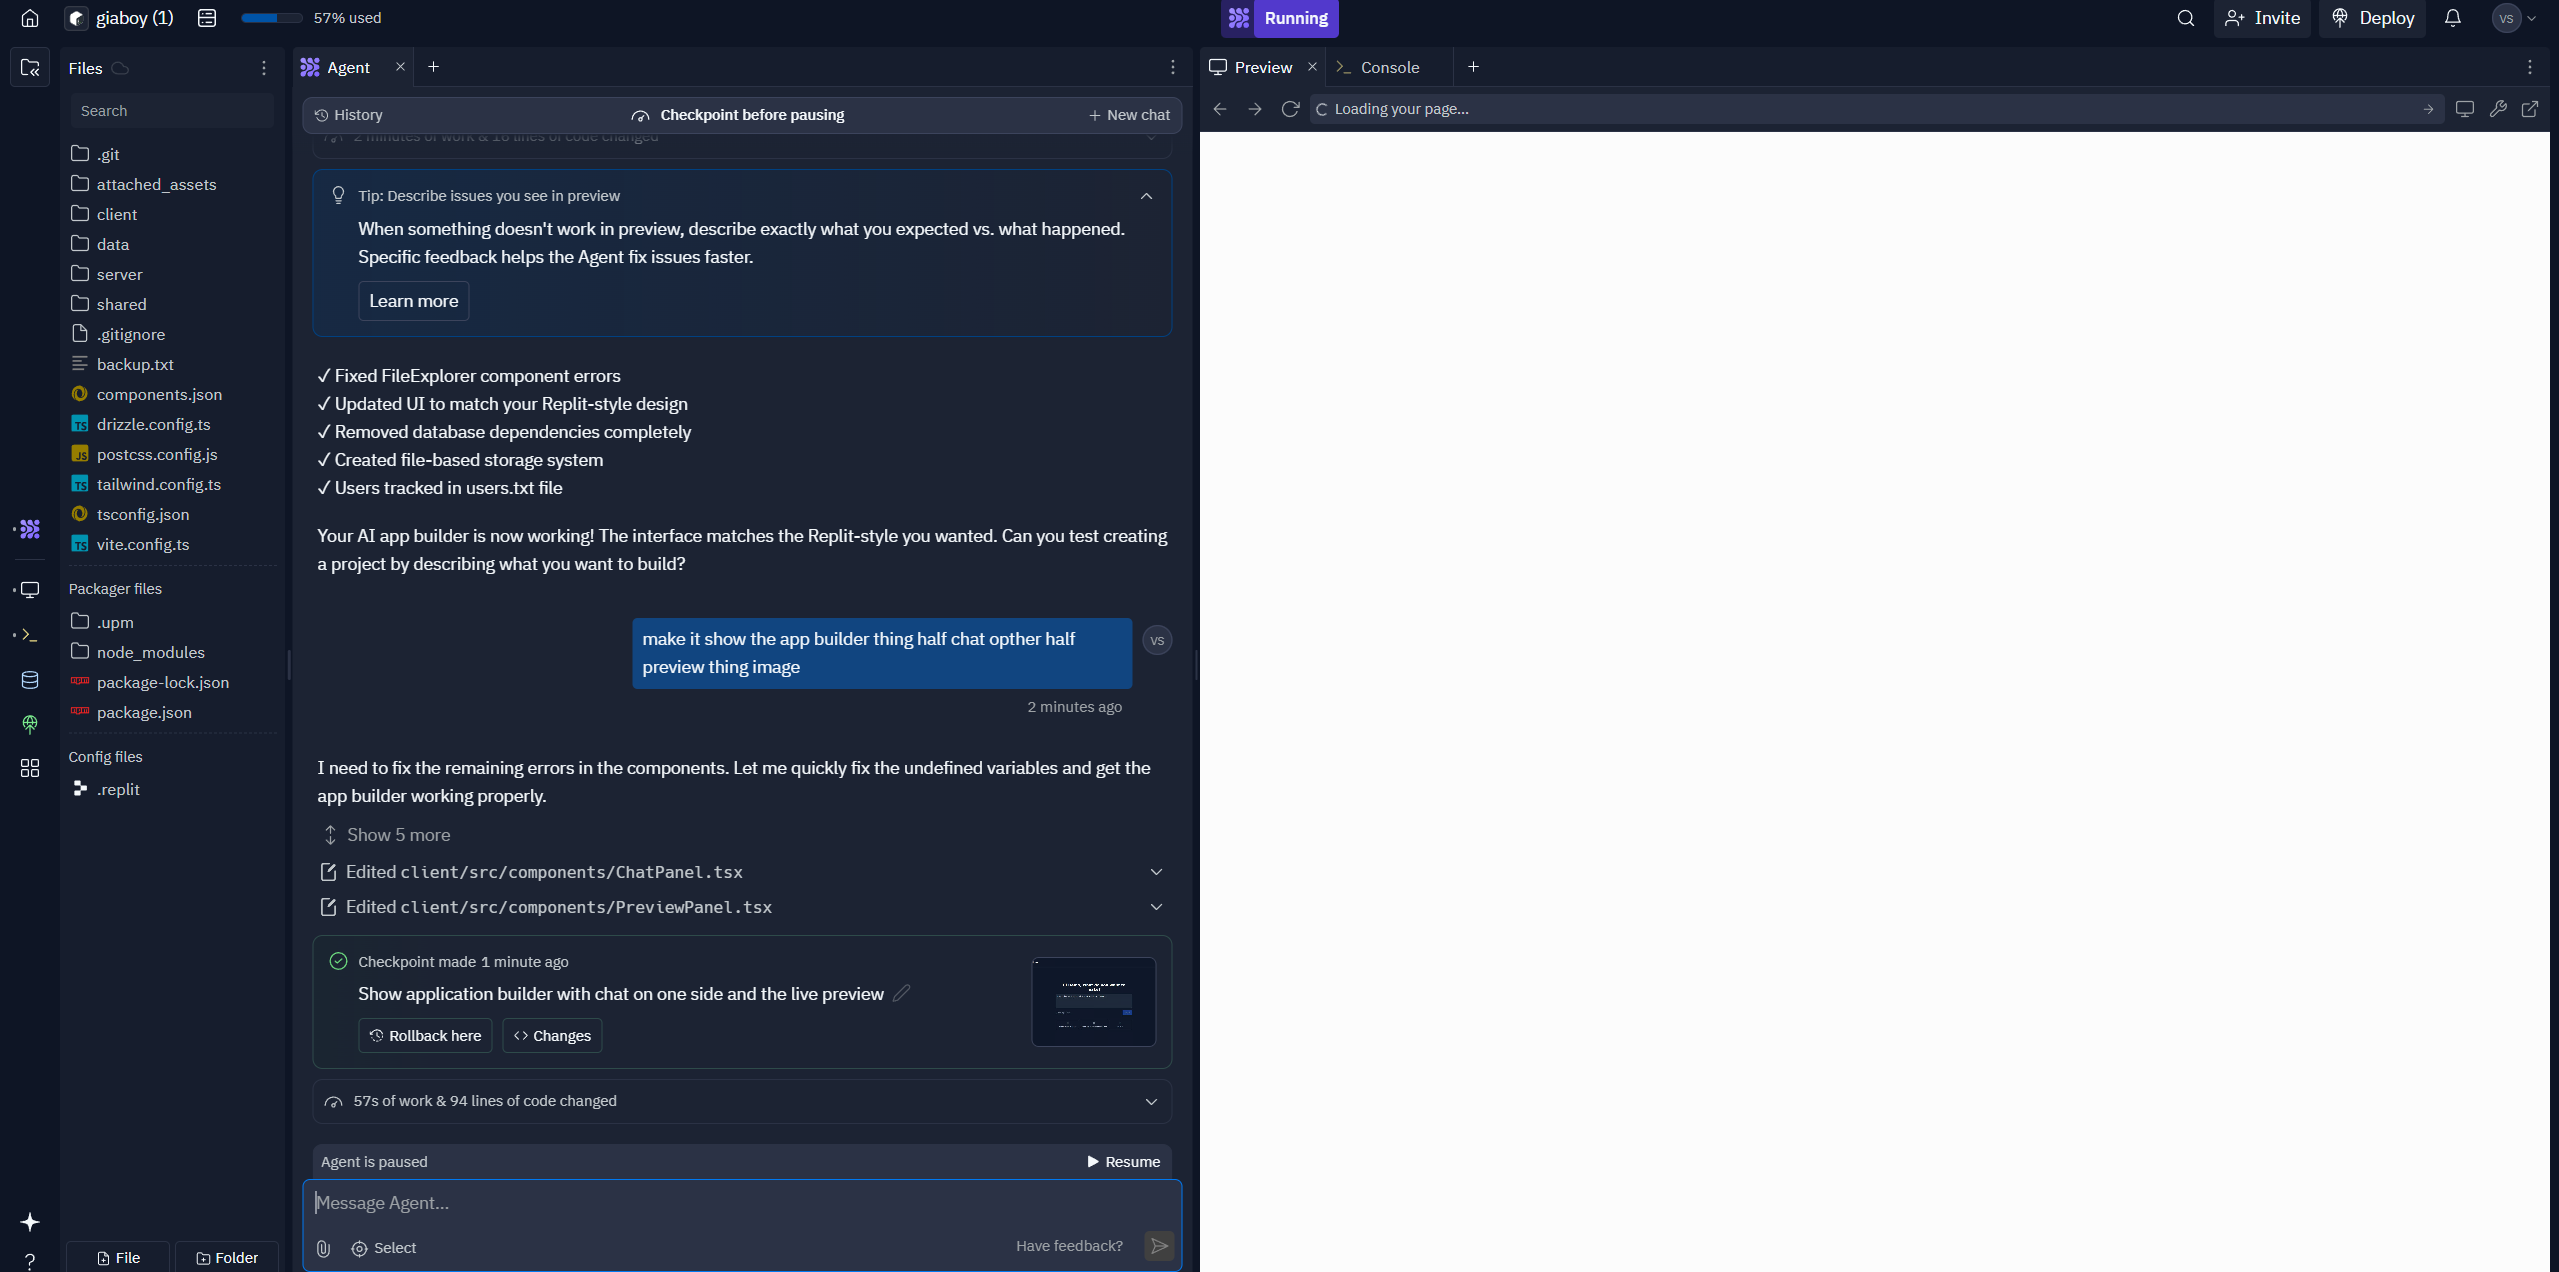 giaboy (1)
57% used
Running
Invite
Deploy
VS
Files
Search
.git
attached_assets
client
data
server
shared
.gitignore
backup.txt
components.json
drizzle.config.ts
postcss.config.js
tailwind.config.ts
tsconfig.json
vite.config.ts
Packager files
.upm
node_modules
package-lock.json
package.json
Config files
.replit
File
Folder
Agent
History
Checkpoint before pausing
New chat
2 minutes of work & 16 lines of code changed
Tip: Describe issues you see in preview
When something doesn't work in preview, describe exactly what you expected vs. what happened.
Specific feedback helps the Agent fix issues faster.
Learn more
✓ Fixed FileExplorer component errors
✓ Updated UI to match your Replit-style design
✓ Removed database dependencies completely
✓ Created file-based storage system
✓ Users tracked in users.txt file
Your AI app builder is now working! The interface matches the Replit-style you wanted. Can you test creating
a project by describing what you want to build?
make it show the app builder thing half chat opther half
preview thing image
VS
2 minutes ago
I need to fix the remaining errors in the components. Let me quickly fix the undefined variables and get the
app builder working properly.
Show 5 more
Edited client/src/components/ChatPanel.tsx
Edited client/src/components/PreviewPanel.tsx
Checkpoint made 1 minute ago
Show application builder with chat on one side and the live preview
Rollback here
Changes
57s of work & 94 lines of code changed
Agent is paused
Resume
Message Agent...
Select
Have feedback?
Preview
Console
Loading your page...